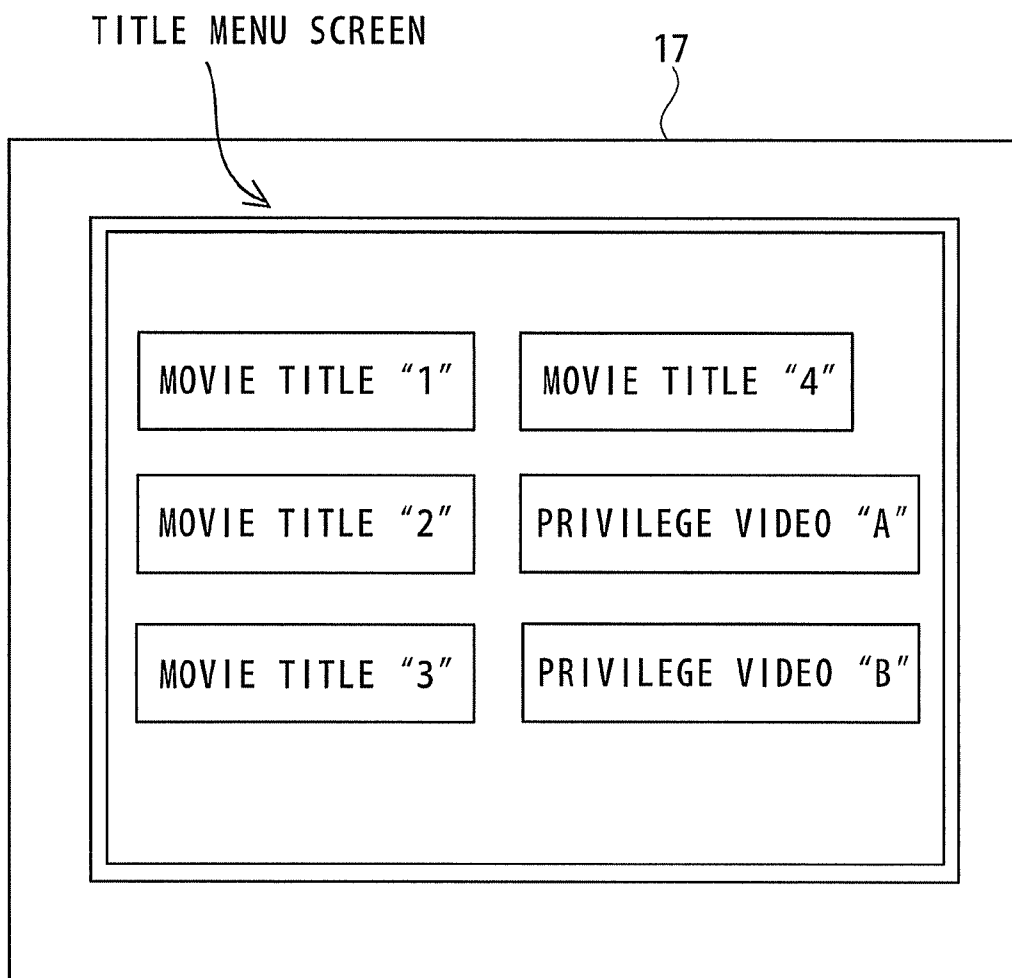 TITLE MENU SCREEN
17
MOVIE TITLE “1”
MOVIE TITLE “4”
MOVIE TITLE “2”
PRIVILEGE VIDEO “A”
MOVIE TITLE “3”
PRIVILEGE VIDEO “B”